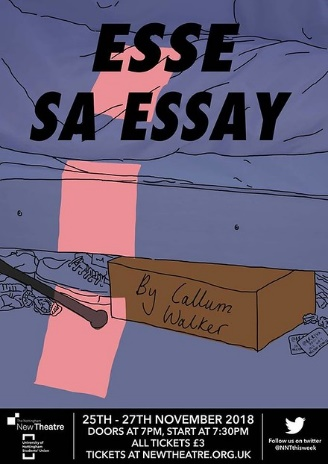 ESSE
SA ESSAY
By Callum
Walker
The Nottingham
New Theatre
University of
Nottingham
Students' Union
25TH - 27TH NOVEMBER 2018
DOORS AT 7PM, START AT 7:30PM
ALL TICKETS £3
TICKETS AT NEWTHEATRE.ORG.UK
Follow us on twitter
@NNTthisweek